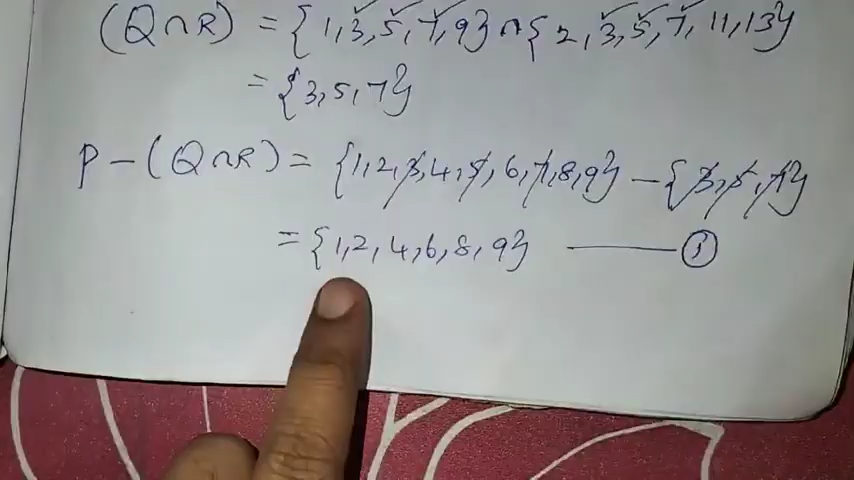 (Q∩R) = {1,3,5,7,9} ∩ {2,3,5,7,11,13}
= {3,5,7}
P – (Q∩R) = {1,2,3,4,5,6,7,8,9} – {3,5,7}
= {1,2,4,6,8,9} ——— ①